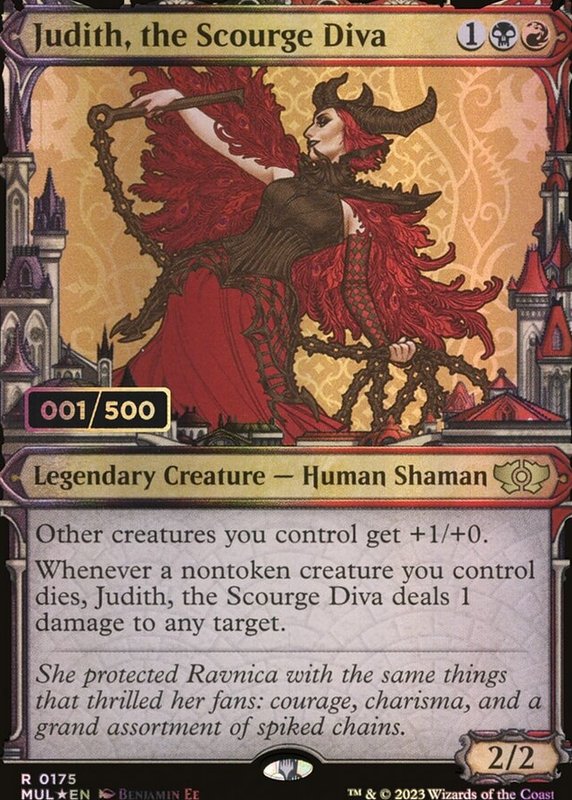 Judith, the Scourge Diva 1
001/500
Legendary Creature — Human Shaman
Other creatures you control get +1/+0.
Whenever a nontoken creature you control
dies, Judith, the Scourge Diva deals 1
damage to any target.
She protected Ravnica with the same things
that thrilled her fans: courage, charisma, and a
grand assortment of spiked chains.
2/2
R 0175
MUL★EN Benjamin Ee
™ & © 2023 Wizards of the Coast